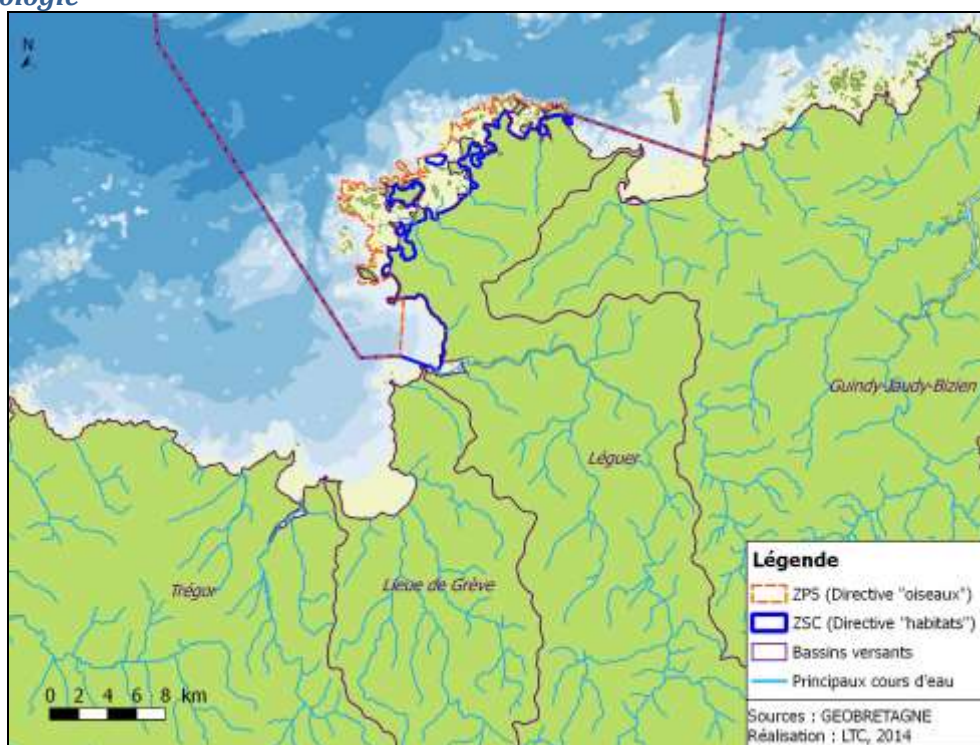 ologie
N
Guindy-Jaudy-Bizien
Léguer
Trégor
Lieue de Grève
0 2 4 6 8 km
Légende
ZPS (Directive "oiseaux")
ZSC (Directive "habitats")
Bassins versants
Principaux cours d'eau
Sources : GEOBRETAGNE
Réalisation : LTC, 2014